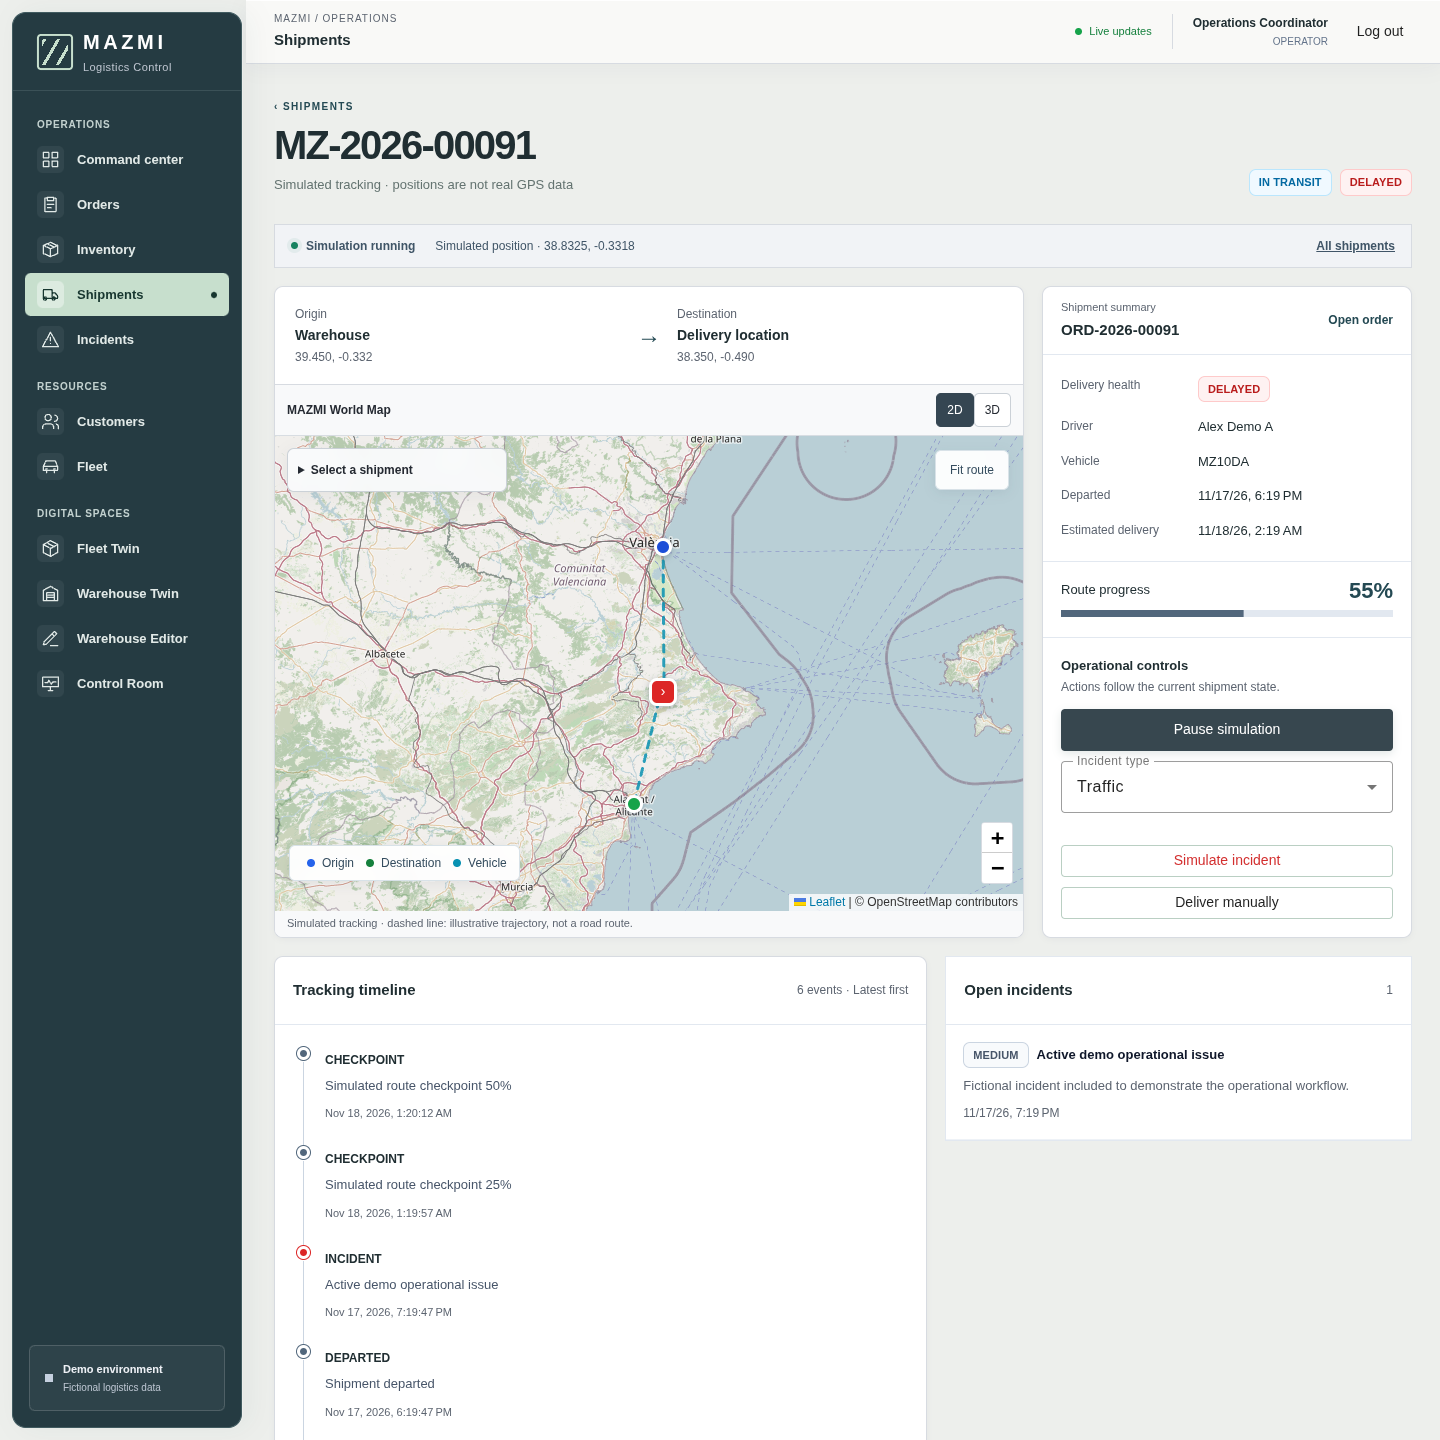 MAZMI
Logistics Control
OPERATIONS
Command center
Orders
Inventory
Shipments
Incidents
RESOURCES
Customers
Fleet
DIGITAL SPACES
Fleet Twin
Warehouse Twin
Warehouse Editor
Control Room
Demo environment
Fictional logistics data
MAZMI / OPERATIONS
Shipments
Live updates
Operations Coordinator
OPERATOR
Log out
‹ SHIPMENTS
MZ-2026-00091
Simulated tracking · positions are not real GPS data
IN TRANSIT
DELAYED
Simulation running
Simulated position · 38.8325, -0.3318
All shipments
Origin
Warehouse
39.450, -0.332
→
Destination
Delivery location
38.350, -0.490
MAZMI World Map
2D
3D
de la Plana
Select a shipment
Fit route
Comunitat
Valenciana
Albacete
Murcia
Origin
Destination
Vehicle
+
−
Leaflet | © OpenStreetMap contributors
Simulated tracking · dashed line: illustrative trajectory, not a road route.
Shipment summary
ORD-2026-00091
Open order
Delivery health
DELAYED
Driver
Alex Demo A
Vehicle
MZ10DA
Departed
11/17/26, 6:19 PM
Estimated delivery
11/18/26, 2:19 AM
Route progress
55%
Operational controls
Actions follow the current shipment state.
Pause simulation
Incident type
Traffic
Simulate incident
Deliver manually
Tracking timeline
6 events · Latest first
CHECKPOINT
Simulated route checkpoint 50%
Nov 18, 2026, 1:20:12 AM
CHECKPOINT
Simulated route checkpoint 25%
Nov 18, 2026, 1:19:57 AM
INCIDENT
Active demo operational issue
Nov 17, 2026, 7:19:47 PM
DEPARTED
Shipment departed
Nov 17, 2026, 6:19:47 PM
Open incidents
1
MEDIUM
Active demo operational issue
Fictional incident included to demonstrate the operational workflow.
11/17/26, 7:19 PM